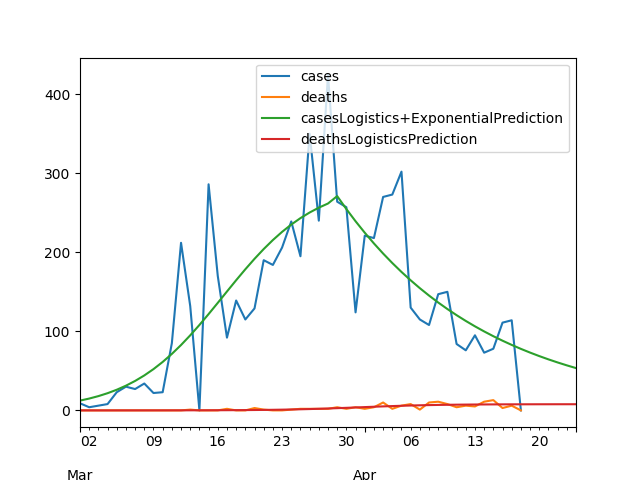 cases
deaths
casesLogistics+ExponentialPrediction
deathsLogisticsPrediction
400
300
200
100
0
02 09 16 23 30 06 13 20
Mar Apr